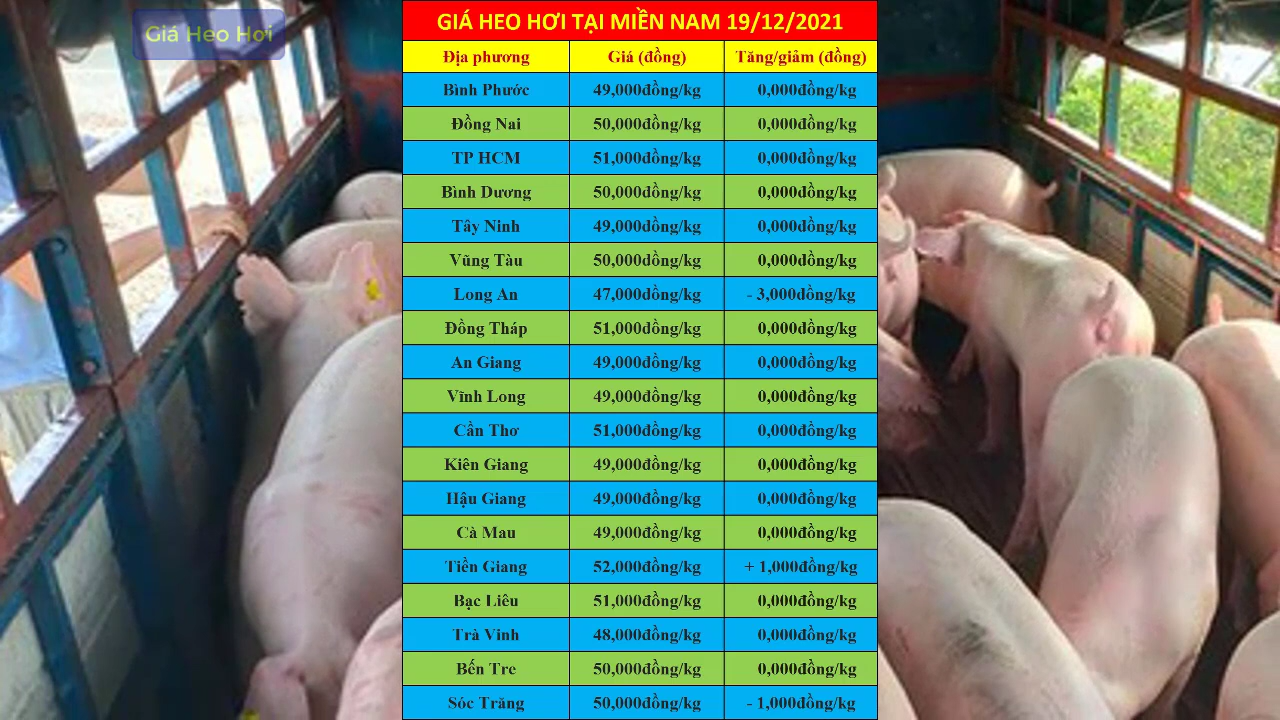 Giá Heo Hơi
GIÁ HEO HƠI TẠI MIỀN NAM 19/12/2021
Địa phương Giá (đồng) Tăng/giảm (đồng)
Bình Phước 49,000đồng/kg 0,000đồng/kg
Đồng Nai 50,000đồng/kg 0,000đồng/kg
TP HCM 51,000đồng/kg 0,000đồng/kg
Bình Dương 50,000đồng/kg 0,000đồng/kg
Tây Ninh 49,000đồng/kg 0,000đồng/kg
Vũng Tàu 50,000đồng/kg 0,000đồng/kg
Long An 47,000đồng/kg - 3,000đồng/kg
Đồng Tháp 51,000đồng/kg 0,000đồng/kg
An Giang 49,000đồng/kg 0,000đồng/kg
Vĩnh Long 49,000đồng/kg 0,000đồng/kg
Cần Thơ 51,000đồng/kg 0,000đồng/kg
Kiên Giang 49,000đồng/kg 0,000đồng/kg
Hậu Giang 49,000đồng/kg 0,000đồng/kg
Cà Mau 49,000đồng/kg 0,000đồng/kg
Tiền Giang 52,000đồng/kg + 1,000đồng/kg
Bạc Liêu 51,000đồng/kg 0,000đồng/kg
Trà Vinh 48,000đồng/kg 0,000đồng/kg
Bến Tre 50,000đồng/kg 0,000đồng/kg
Sóc Trăng 50,000đồng/kg - 1,000đồng/kg